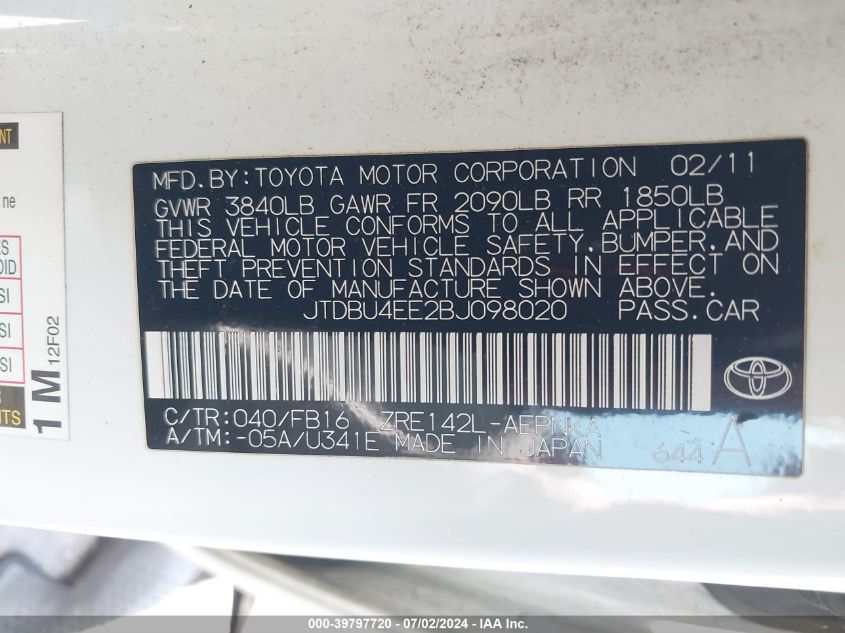 MFD. BY: TOYOTA MOTOR CORPORATION 02/11
GVWR 3840LB GAWR FR 2090LB RR 1850LB
THIS VEHICLE CONFORMS TO ALL APPLICABLE
FEDERAL MOTOR VEHICLE SAFETY, BUMPER, AND
THEFT PREVENTION STANDARDS IN EFFECT ON
THE DATE OF MANUFACTURE SHOWN ABOVE.
JTDBU4EE2BJ098020 PASS. CAR
C/TR: 040/FB16 ZRE142L-AEPNKA
A/TM: -05A/U341E MADE IN JAPAN 644 A
1M 12F02
000-39797720 - 07/02/2024 - IAA Inc.